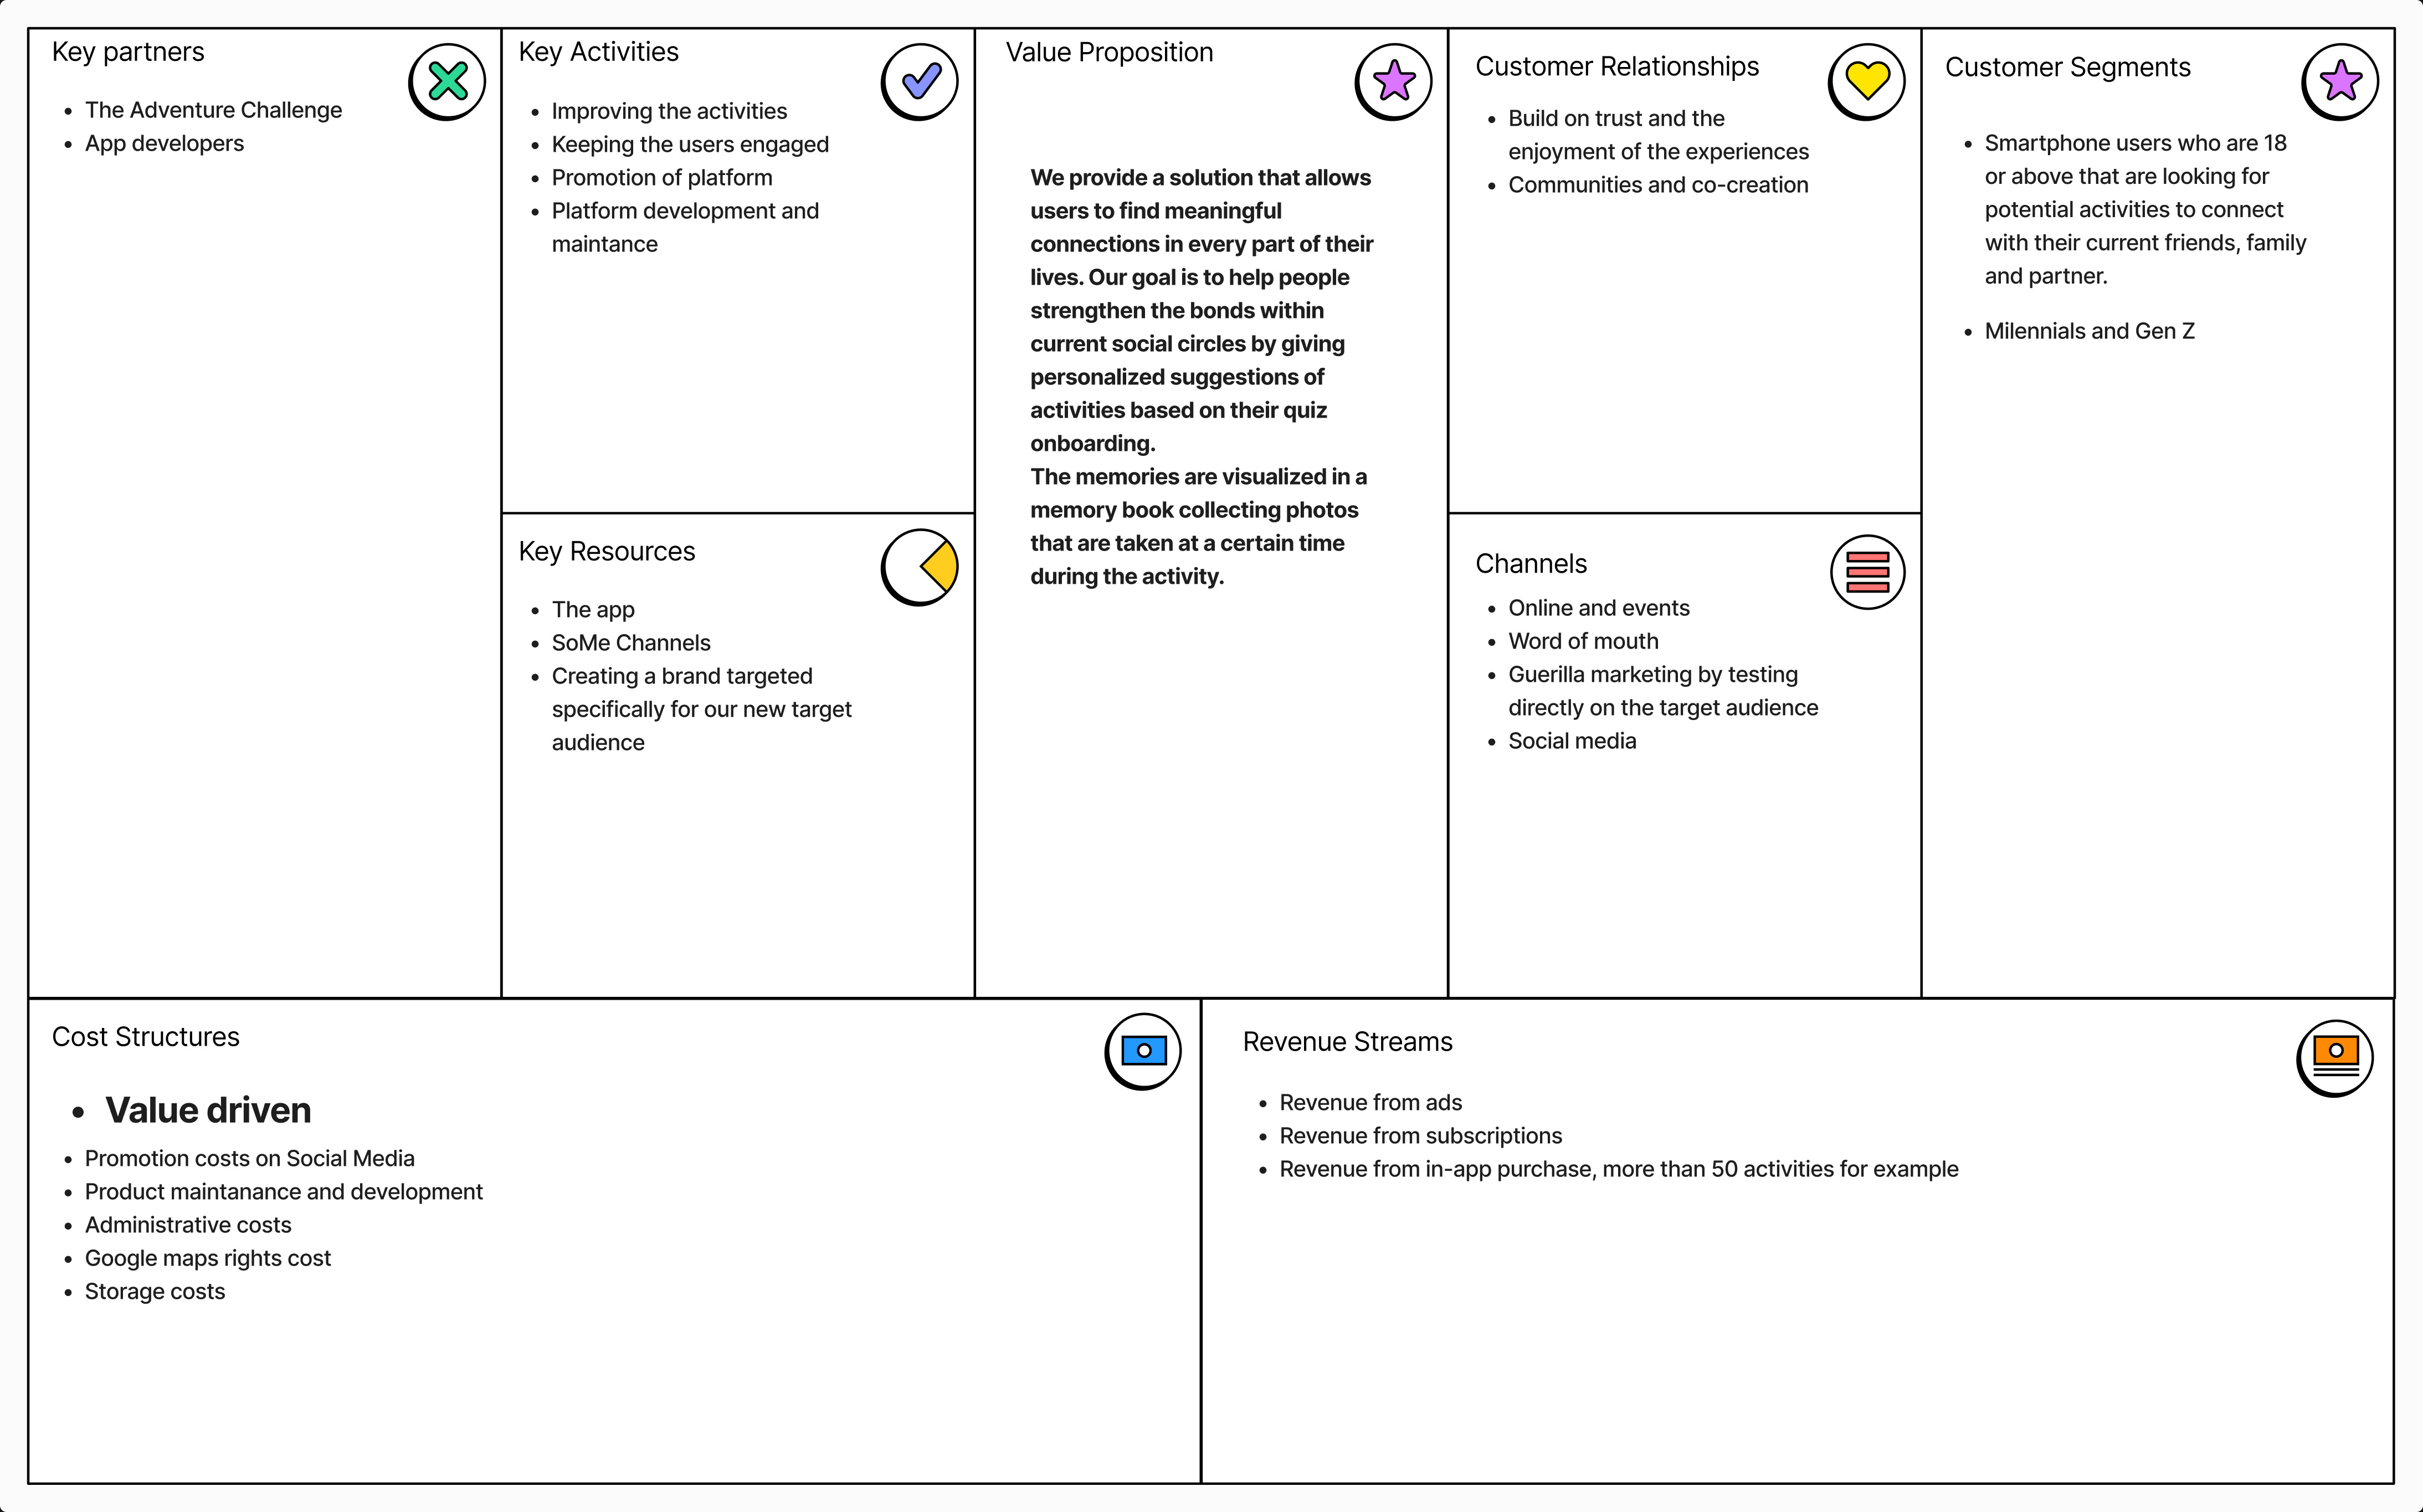 Key partners
• The Adventure Challenge
• App developers
Key Activities
• Improving the activities
• Keeping the users engaged
• Promotion of platform
• Platform development and
maintance
Key Resources
• The app
• SoMe Channels
• Creating a brand targeted
specifically for our new target
audience
Value Proposition
We provide a solution that allows
users to find meaningful
connections in every part of their
lives. Our goal is to help people
strengthen the bonds within
current social circles by giving
personalized suggestions of
activities based on their quiz
onboarding.
The memories are visualized in a
memory book collecting photos
that are taken at a certain time
during the activity.
Customer Relationships
• Build on trust and the
enjoyment of the experiences
• Communities and co-creation
Channels
• Online and events
• Word of mouth
• Guerilla marketing by testing
directly on the target audience
• Social media
Customer Segments
• Smartphone users who are 18
or above that are looking for
potential activities to connect
with their current friends, family
and partner.
• Milennials and Gen Z
Cost Structures
• Value driven
• Promotion costs on Social Media
• Product maintanance and development
• Administrative costs
• Google maps rights cost
• Storage costs
Revenue Streams
• Revenue from ads
• Revenue from subscriptions
• Revenue from in-app purchase, more than 50 activities for example